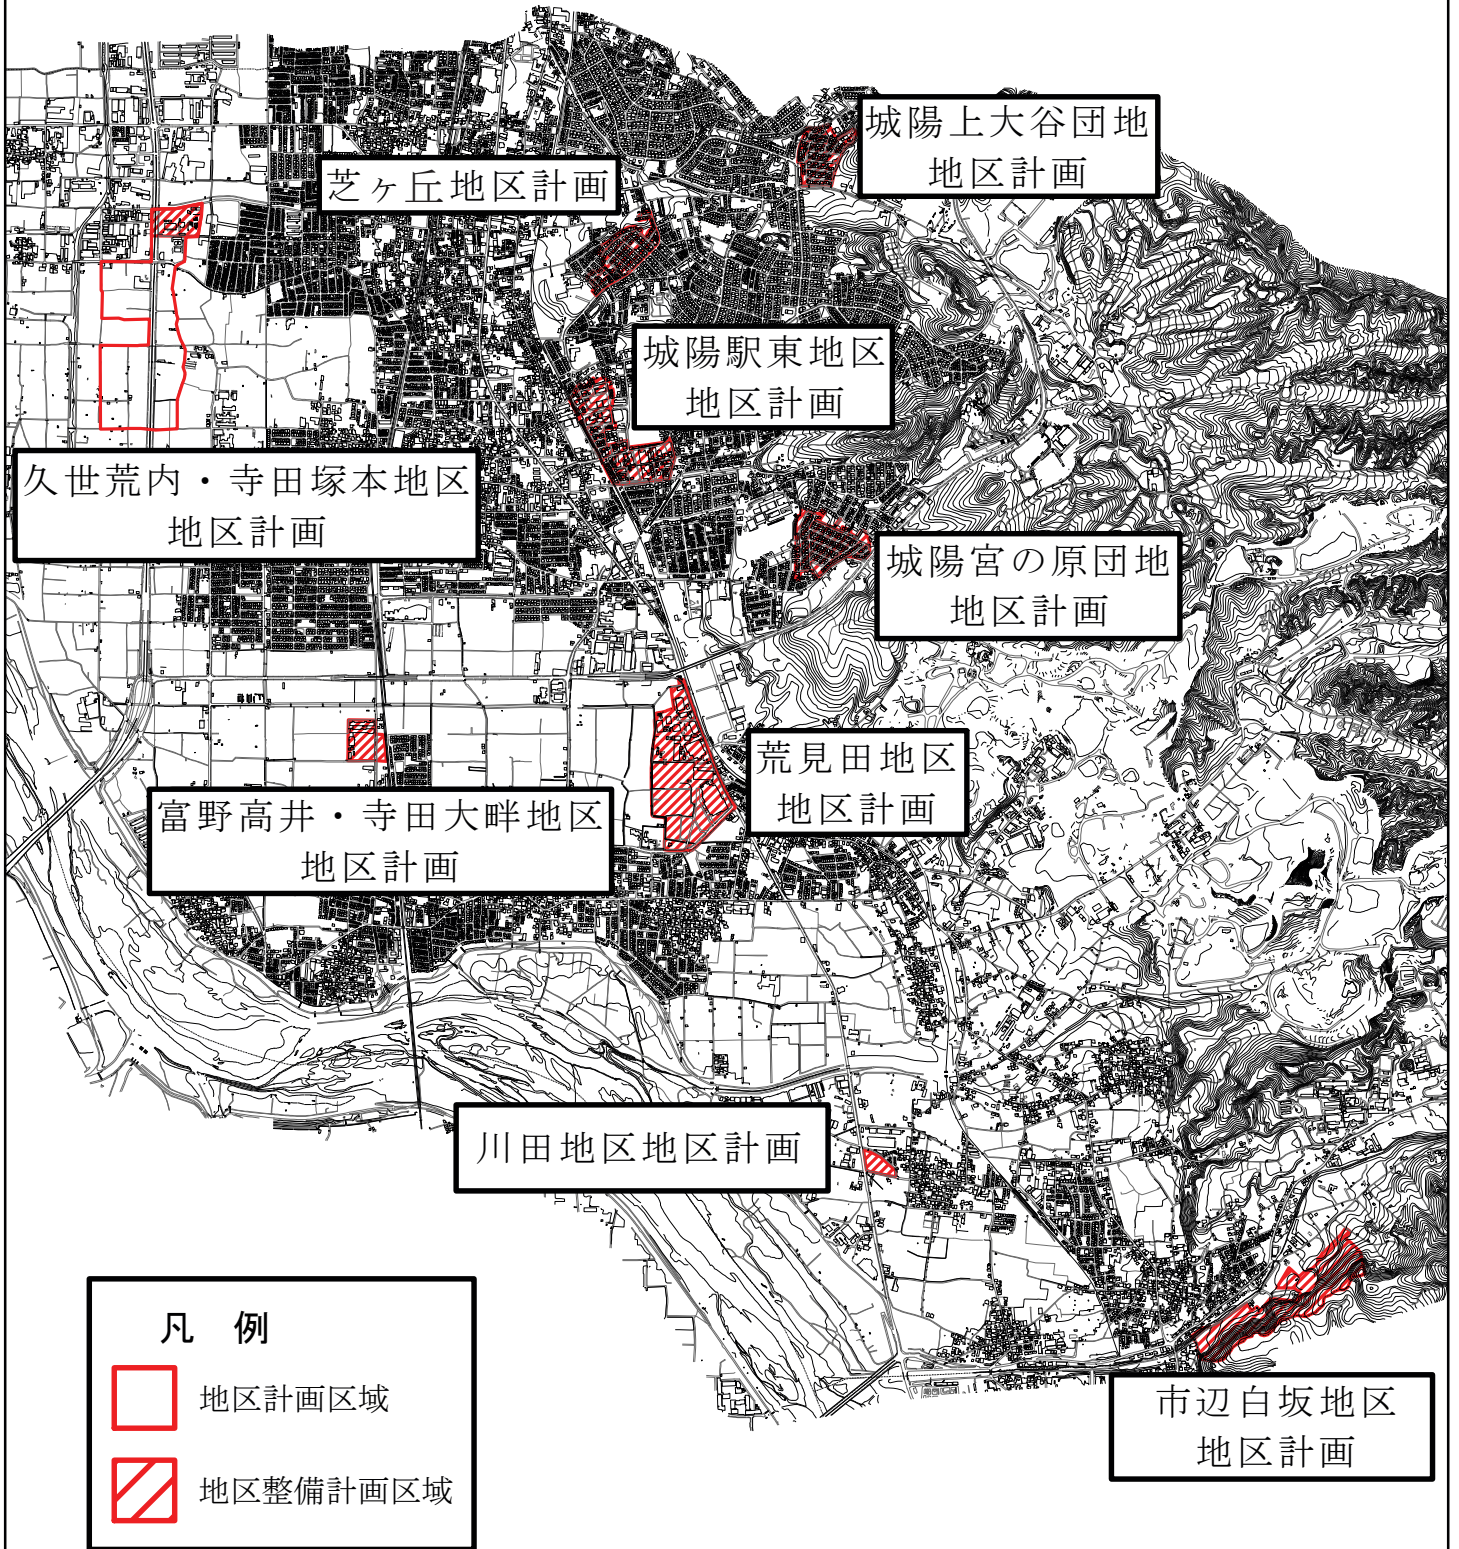 城陽上大谷団地
地区計画
芝ヶ丘地区計画
城陽駅東地区
地区計画
久世荒内・寺田塚本地区
地区計画
城陽宮の原団地
地区計画
荒見田地区
地区計画
富野高井・寺田大畔地区
地区計画
川田地区地区計画
市辺白坂地区
地区計画
凡 例
地区計画区域
地区整備計画区域